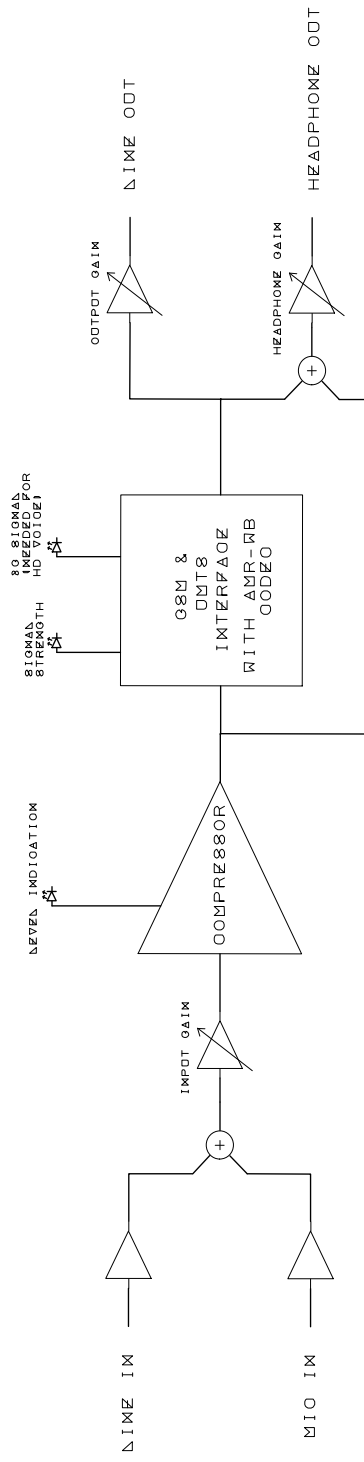 LINE IN
MIC IN
+
INPUT GAIN
LEVEL INDICATION
COMPRESSOR
SIGNAL
STRENGTH
3G SIGNAL
(NEEDED FOR
HD VOICE)
GSM &
UMTS
INTERFACE
WITH AMR-WB
CODEC
OUTPUT GAIN
LINE OUT
+
HEADPHONE GAIN
HEADPHONE OUT